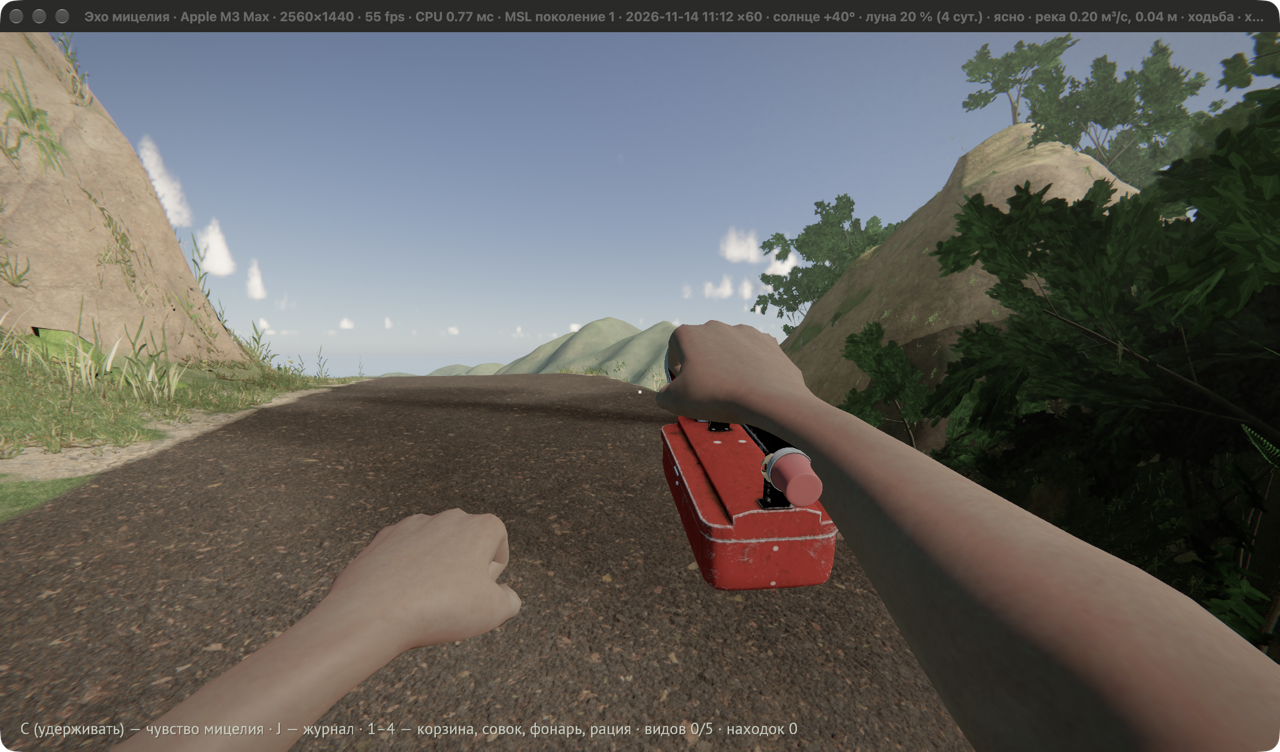 Эхо мицелия · Apple M3 Max · 2560×1440 · 55 fps · CPU 0.77 мс · MSL поколение 1 · 2026-11-14 11:12 ×60 · солнце +40° · луна 20 % (4 сут.) · ясно · река 0.20 м³/с, 0.04 м · ходьба · х...
C (удерживать) — чувство мицелия · J — журнал · 1–4 — корзина, совок, фонарь, рация · видов 0/5 · находок 0